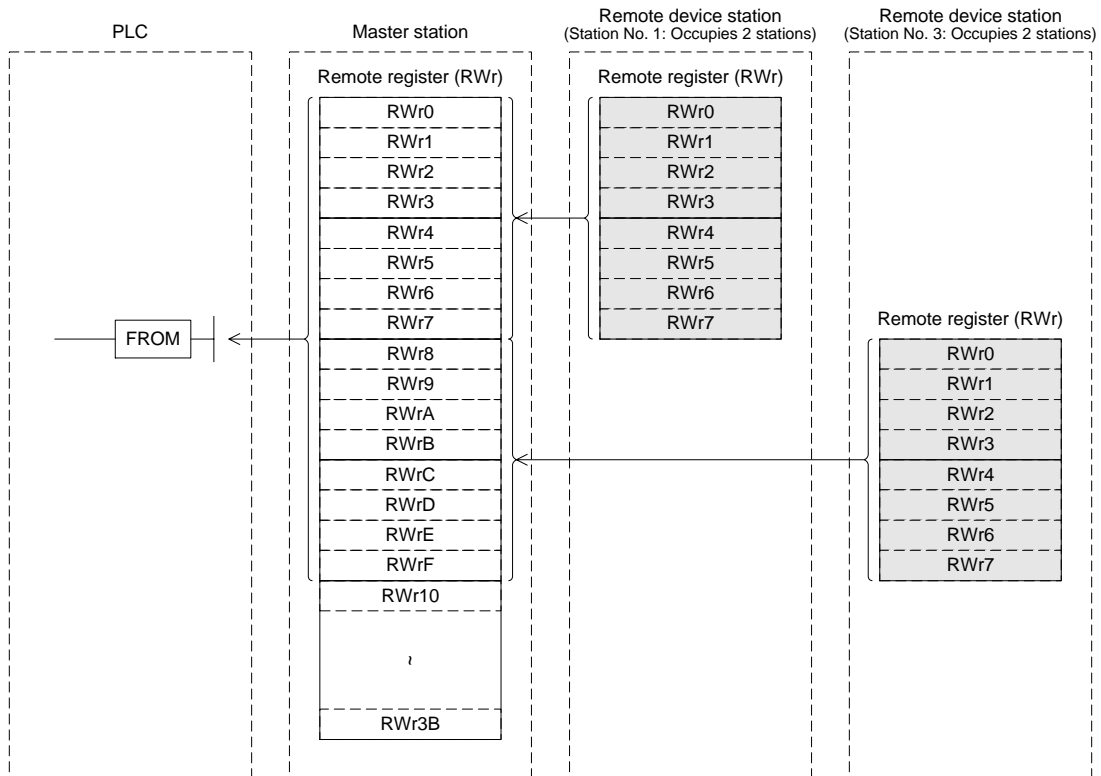 PLC
Master station
Remote device station
(Station No. 1: Occupies 2 stations)
Remote device station
(Station No. 3: Occupies 2 stations)
Remote register (RWr)
RWr0
RWr1
RWr2
RWr3
RWr4
RWr5
RWr6
RWr7
RWr8
RWr9
RWrA
RWrB
RWrC
RWrD
RWrE
RWrF
RWr10
~
RWr3B
FROM
Remote register (RWr)
RWr0
RWr1
RWr2
RWr3
RWr4
RWr5
RWr6
RWr7
Remote register (RWr)
RWr0
RWr1
RWr2
RWr3
RWr4
RWr5
RWr6
RWr7